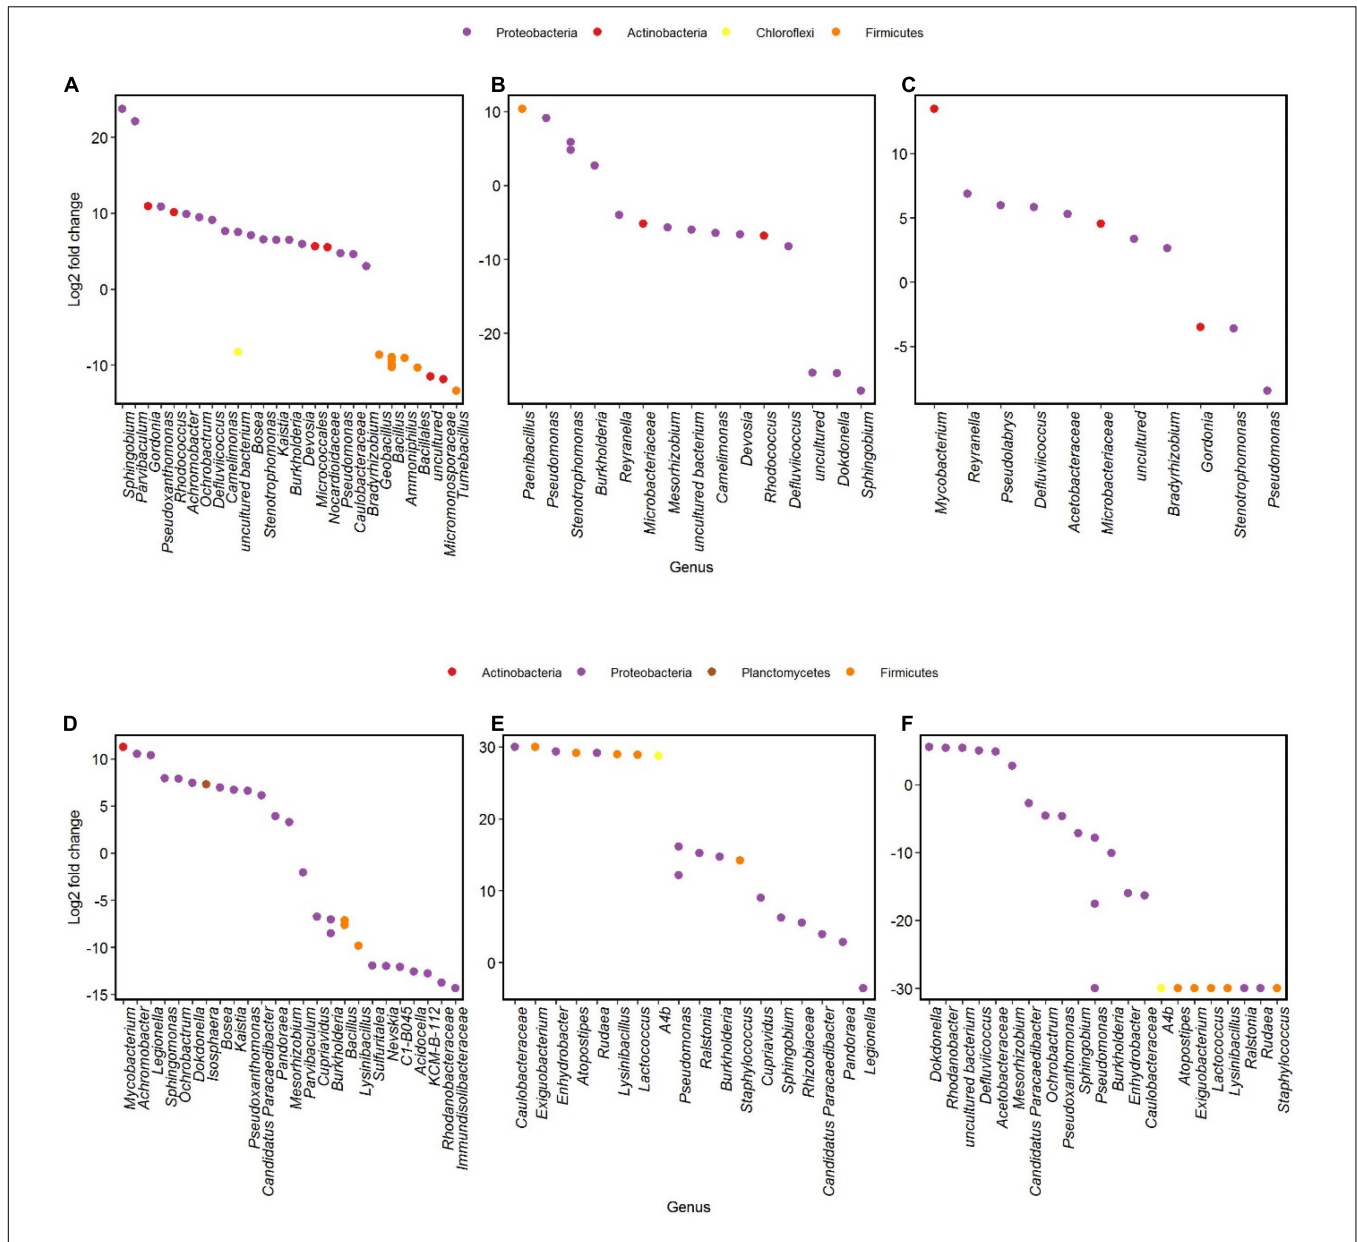 Proteobacteria Actinobacteria Chloroflexi Firmicutes
A
B
C
Log2 fold change
20
10
0
-10
Sphingobium
Parvibaculum
Gordonia
Pseudoxanthomonas
Rhodococcus
Achromobacter
Ochrobactrum
Defluviicoccus
Camelimonas
uncultured bacterium
Bosea
Stenotrophomonas
Kaistia
Burkholderia
Devosia
Micrococcales
Nocardioidaceae
Pseudomonas
Caulobacteraceae
Bradyrhizobium
Geobacillus
Bacillus
Ammoniphilus
Bacillales
uncultured
Micromonosporaceae
Tumebacillus
10
0
-10
-20
Paenibacilius
Pseudomonas
Stenotrophomonas
Burkholderia
Reyranella
Microbacteriaceae
Mesorhizobium
uncultured bacterium
Camelimonas
Devosia
Rhodococcus
Defluviicoccus
uncultured
Dokdonella
Sphingobium
10
5
0
-5
Mycobacterium
Reyranella
Pseudolabrys
Defluviicoccus
Acetobacteraceae
Microbacteriaceae
uncultured
Bradyrhizobium
Gordonia
Stenotrophomonas
Pseudomonas
Genus
Actinobacteria Proteobacteria Planctomycetes Firmicutes
D
E
F
Log2 fold change
10
5
0
-5
-10
-15
Mycobacterium
Achromobacter
Legionella
Sphingomonas
Ochrobactrum
Dokdonella
Isosphaera
Bosea
Kaistia
Pseudoxanthomonas
Candidatus Paracaedibacter
Pandoraea
Mesorhizobium
Parvibaculum
Cupriavidus
Burkholderia
Bacillus
Lysinibacillus
Sulfuritalea
Nevskia
C1-B045
Acidocella
KCM-B-112
Rhodanobacteraceae
Immundisolibacteraceae
30
20
10
0
Caulobacteraceae
Exiguobacterium
Enhydrobacter
Atopostipes
Rudaea
Lysinibacillus
Lactococcus
A4b
Pseudomonas
Ralstonia
Burkholderia
Staphylococcus
Cupriavidus
Sphingobium
Rhizobiaceae
Candidatus Paracaedibacter
Pandoraea
Legionella
0
-10
-20
-30
Dokdonella
Rhodanobacter
uncultured bacterium
Defluviicoccus
Acetobacteraceae
Mesorhizobium
Candidatus Paracaedibacter
Ochrobactrum
Pseudoxanthomonas
Sphingobium
Pseudomonas
Burkholderia
Enhydrobacter
Caulobacteraceae
A4b
Atopostipes
Exiguobacterium
Lactococcus
Lysinibacillus
Ralstonia
Rudaea
Staphylococcus
Genus